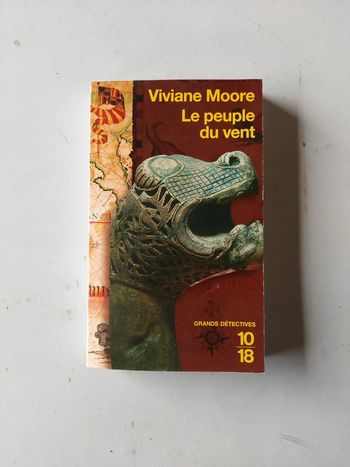 Viviane Moore
Le peuple
du vent
GRANDS DÉTECTIVES
10
18